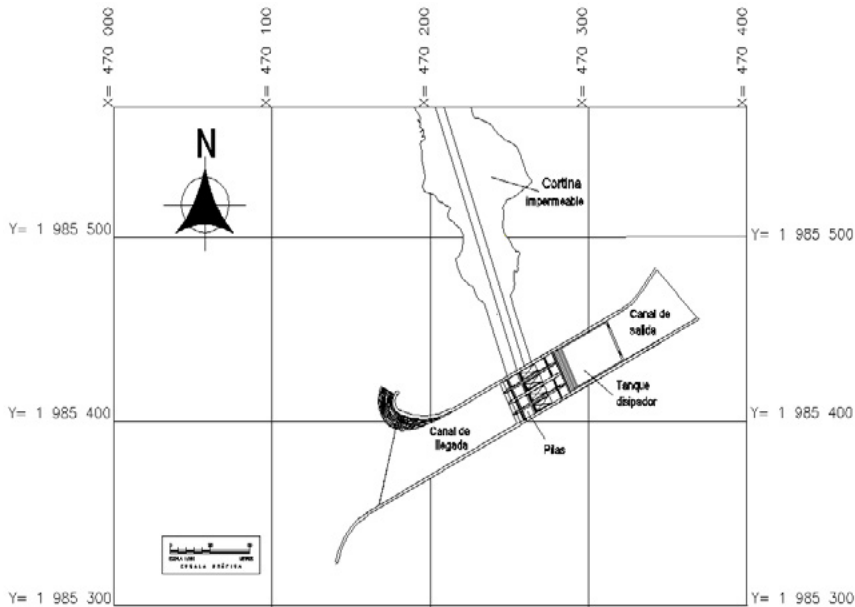 X= 470 000
X= 470 100
X= 470 200
X= 470 300
X= 470 400
N
Cortina
impermeable
Y= 1 985 500
Y= 1 985 500
Canal de
salida
Tanque
disipador
Y= 1 985 400
Y= 1 985 400
Canal de
llegada
Pilas
METROS
ESCALA GRÁFICA
Y= 1 985 300
Y= 1 985 300